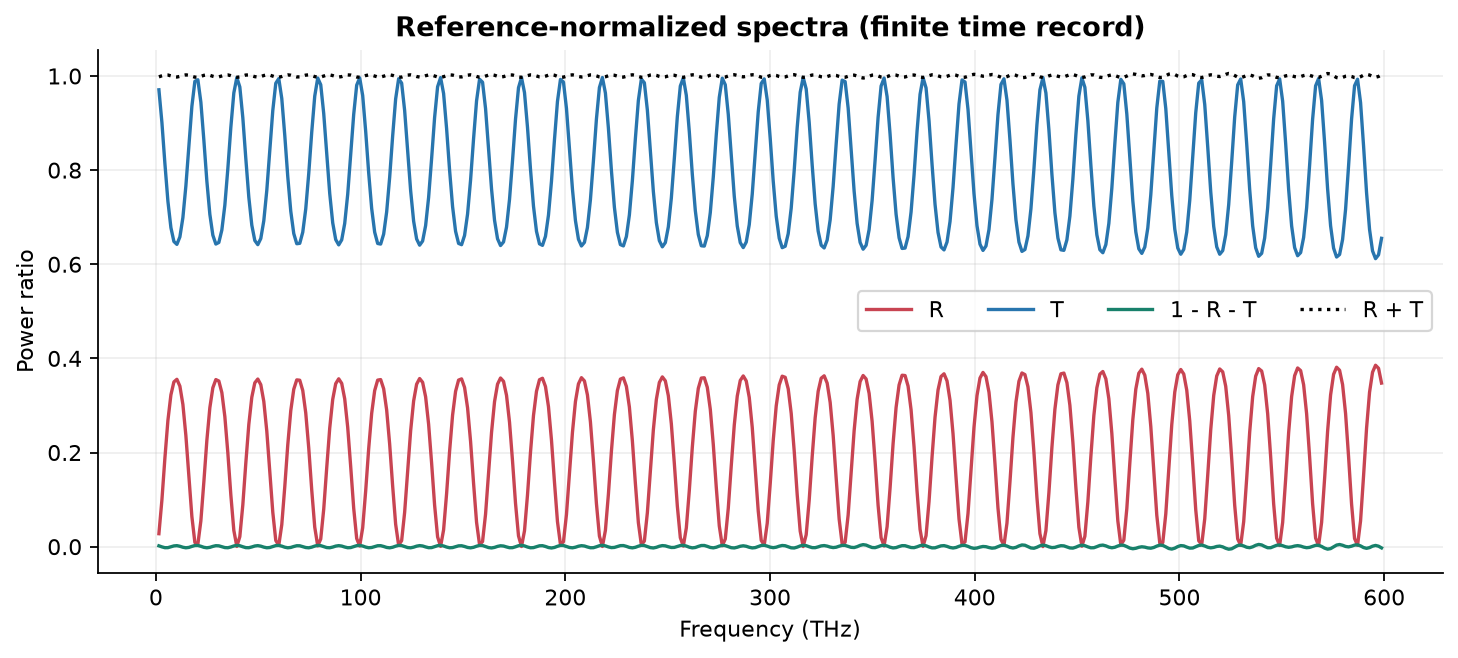 Reference-normalized spectra (finite time record)
Power ratio
1.0
0.8
0.6
0.4
0.2
0.0
R T 1 - R - T R + T
0 100 200 300 400 500 600
Frequency (THz)